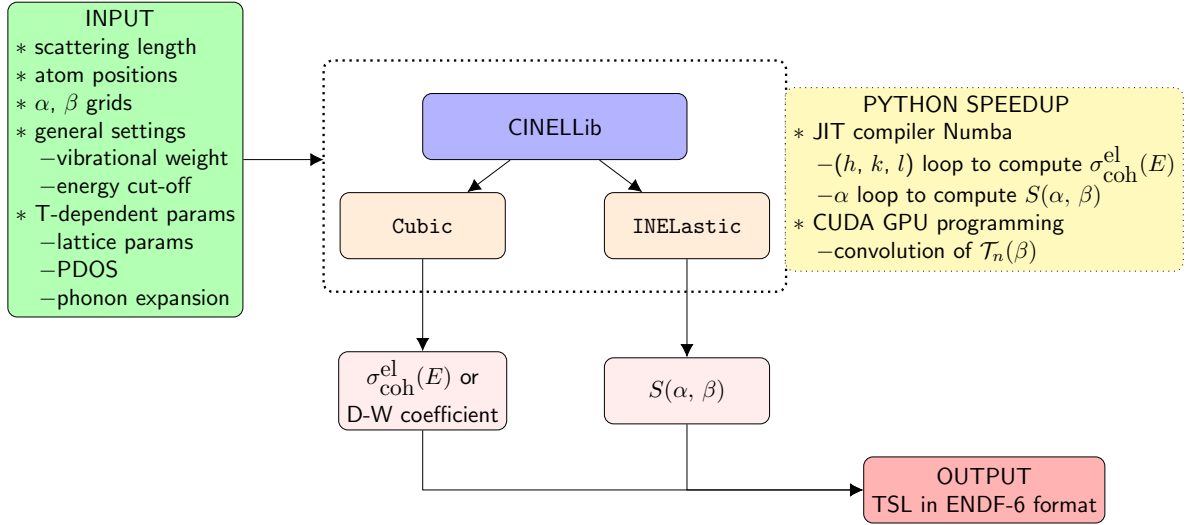 INPUT
∗ scattering length
∗ atom positions
∗ α, β grids
∗ general settings
−vibrational weight
−energy cut-off
∗ T-dependent params
−lattice params
−PDOS
−phonon expansion
CINELLib
Cubic
INELastic
PYTHON SPEEDUP
∗ JIT compiler Numba
−(h, k, l) loop to compute σ^el_coh(E)
−α loop to compute S(α, β)
∗ CUDA GPU programming
−convolution of 𝒯_n(β)
σ^el_coh(E) or
D-W coefficient
S(α, β)
OUTPUT
TSL in ENDF-6 format